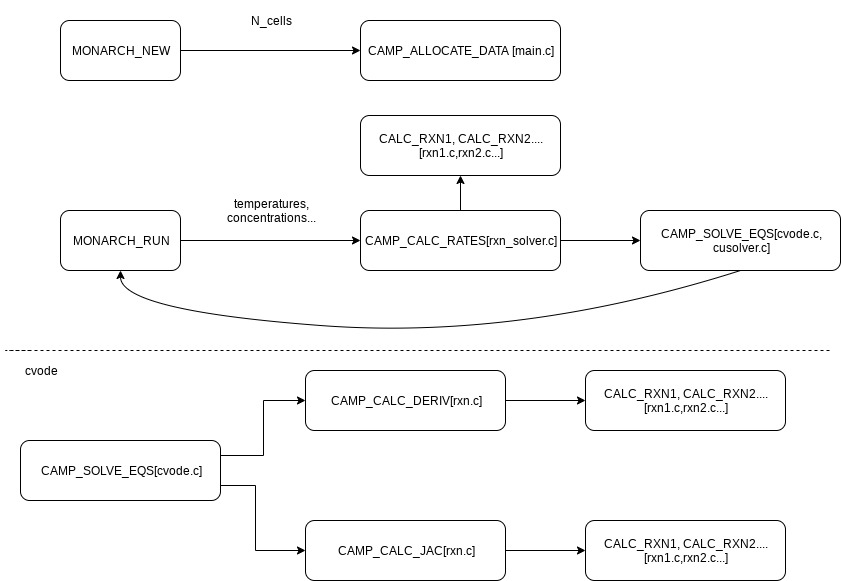 N_cells
MONARCH_NEW
CAMP_ALLOCATE_DATA [main.c]
CALC_RXN1, CALC_RXN2....
[rxn1.c,rxn2.c...]
temperatures,
concentrations...
MONARCH_RUN
CAMP_CALC_RATES[rxn_solver.c]
CAMP_SOLVE_EQS[cvode.c,
cusolver.c]
cvode
CAMP_CALC_DERIV[rxn.c]
CALC_RXN1, CALC_RXN2....
[rxn1.c,rxn2.c...]
CAMP_SOLVE_EQS[cvode.c]
CAMP_CALC_JAC[rxn.c]
CALC_RXN1, CALC_RXN2....
[rxn1.c,rxn2.c...]